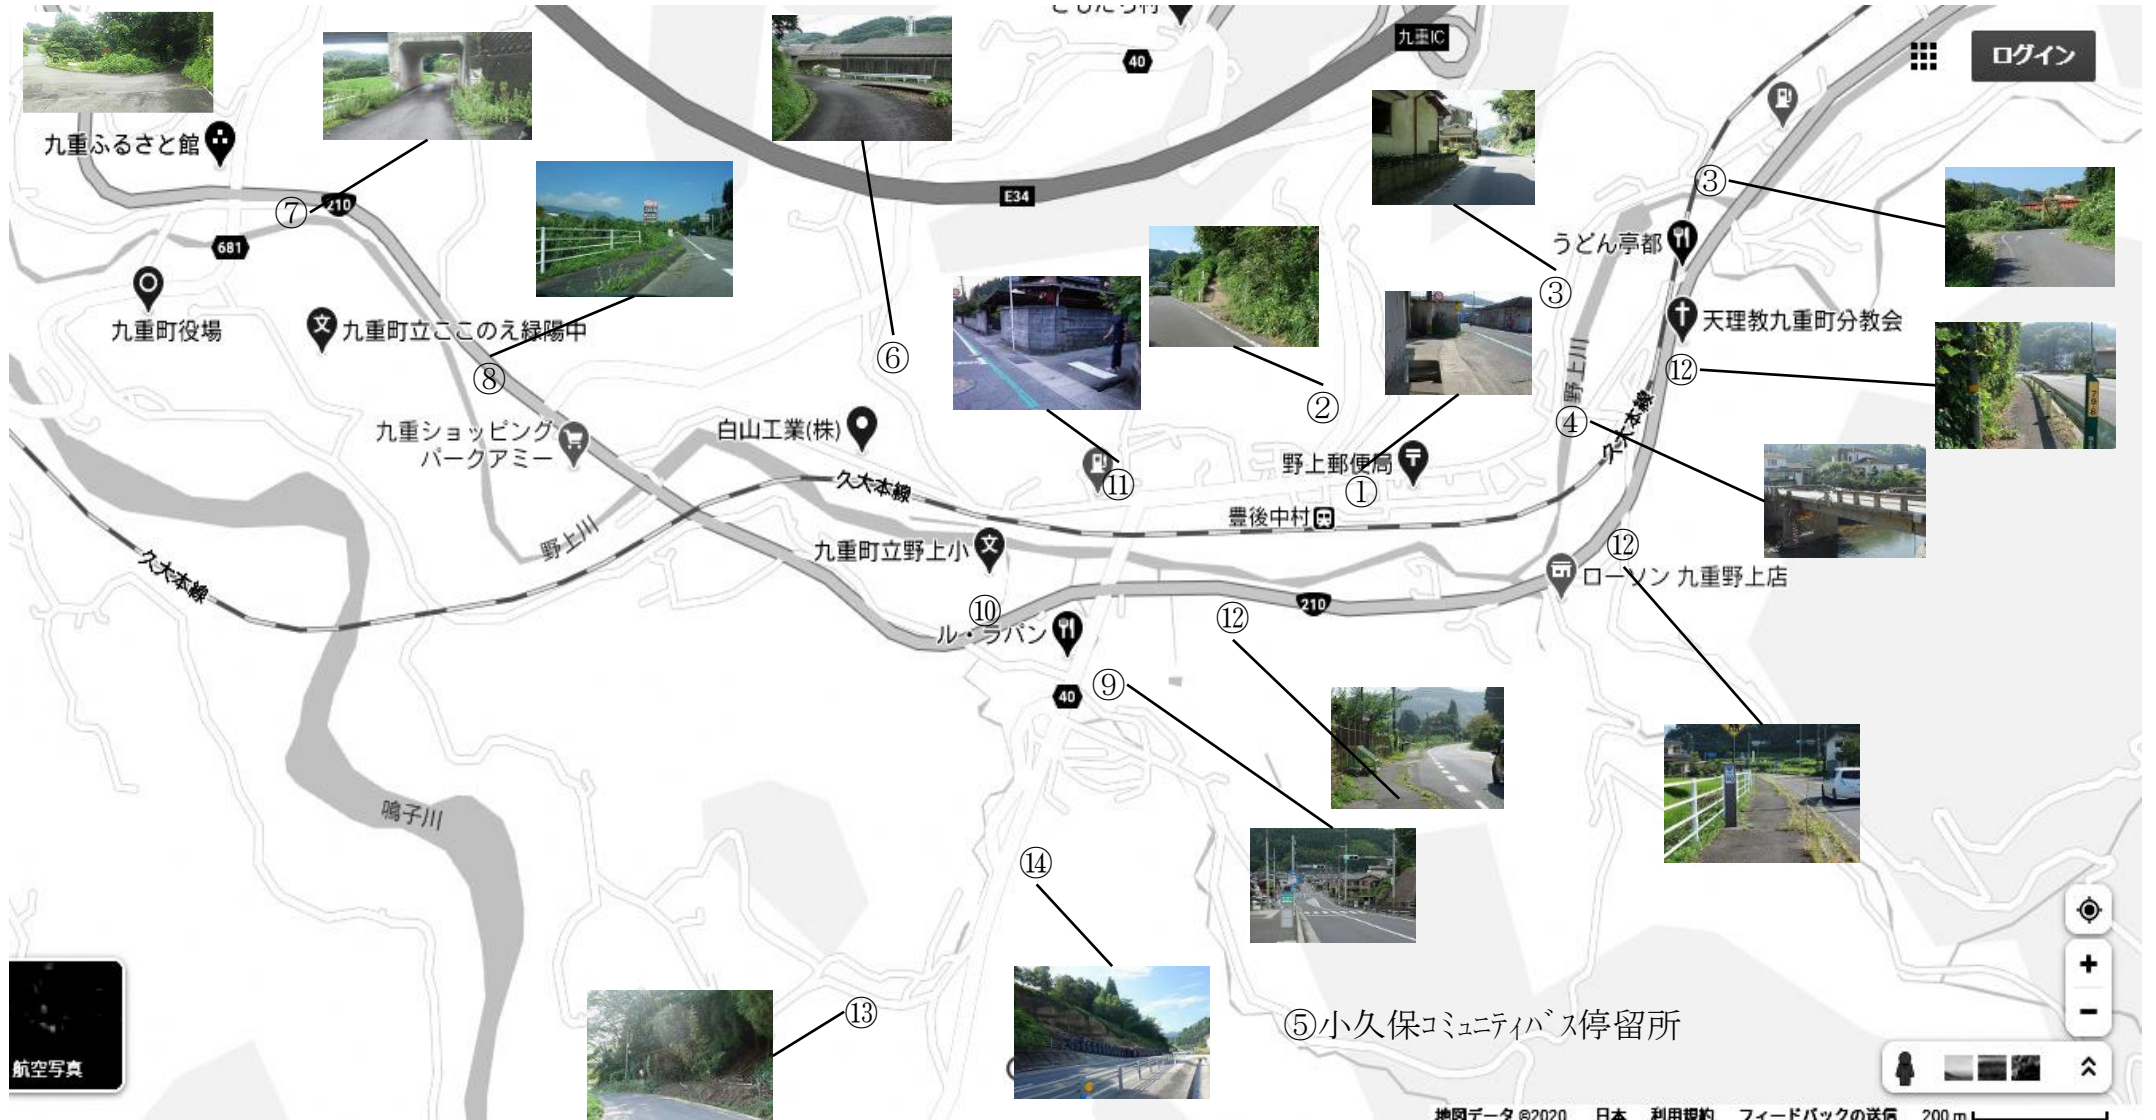 40
九重IC
ログイン
九重ふるさと館
E34
③
⑦
210
③
うどん亭都
681
九重町役場
九重町立ここのえ緑陽中
⑥
天理教九重町分教会
⑧
②
⑫
野上川
④
九重ショッピング
パークアミー
白山工業(株)
野上郵便局
久大本線
⑪
①
久大本線
豊後中村
野上川
九重町立野上小
⑫
久大本線
ローソン 九重野上店
⑩
⑫
210
ル・ラパン
⑨
40
鳴子川
⑭
⑬
⑤小久保コミュニティバス停留所
航空写真
地図データ ©2020 日本 利用規約 フィードバックの送信 200 m